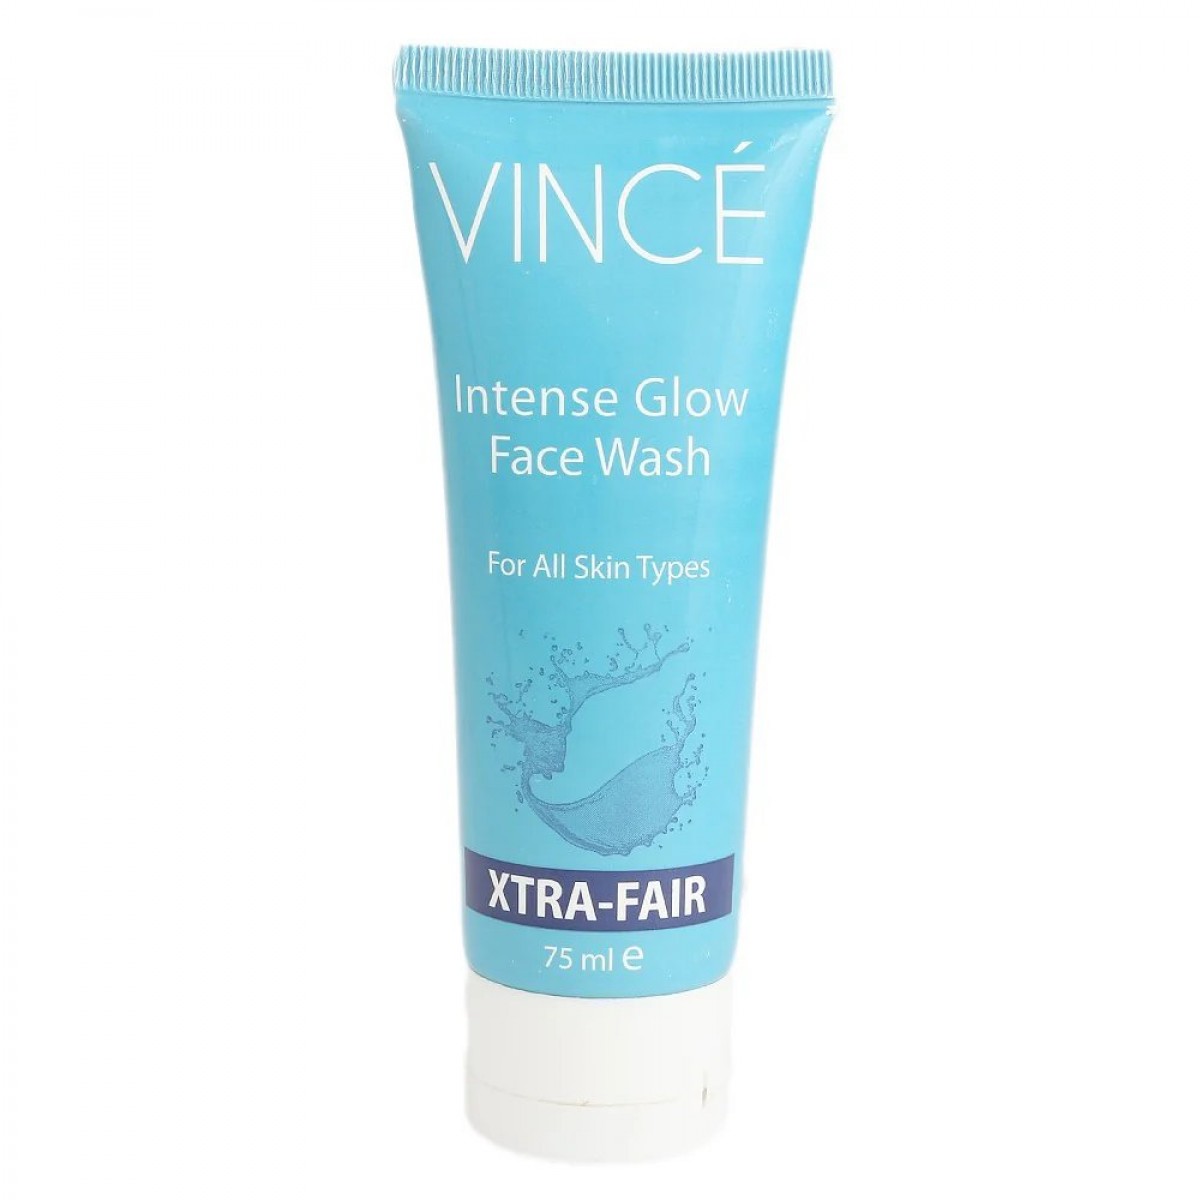 VINCÉ
Intense Glow
Face Wash
For All Skin Types
XTRA-FAIR
75 ml e